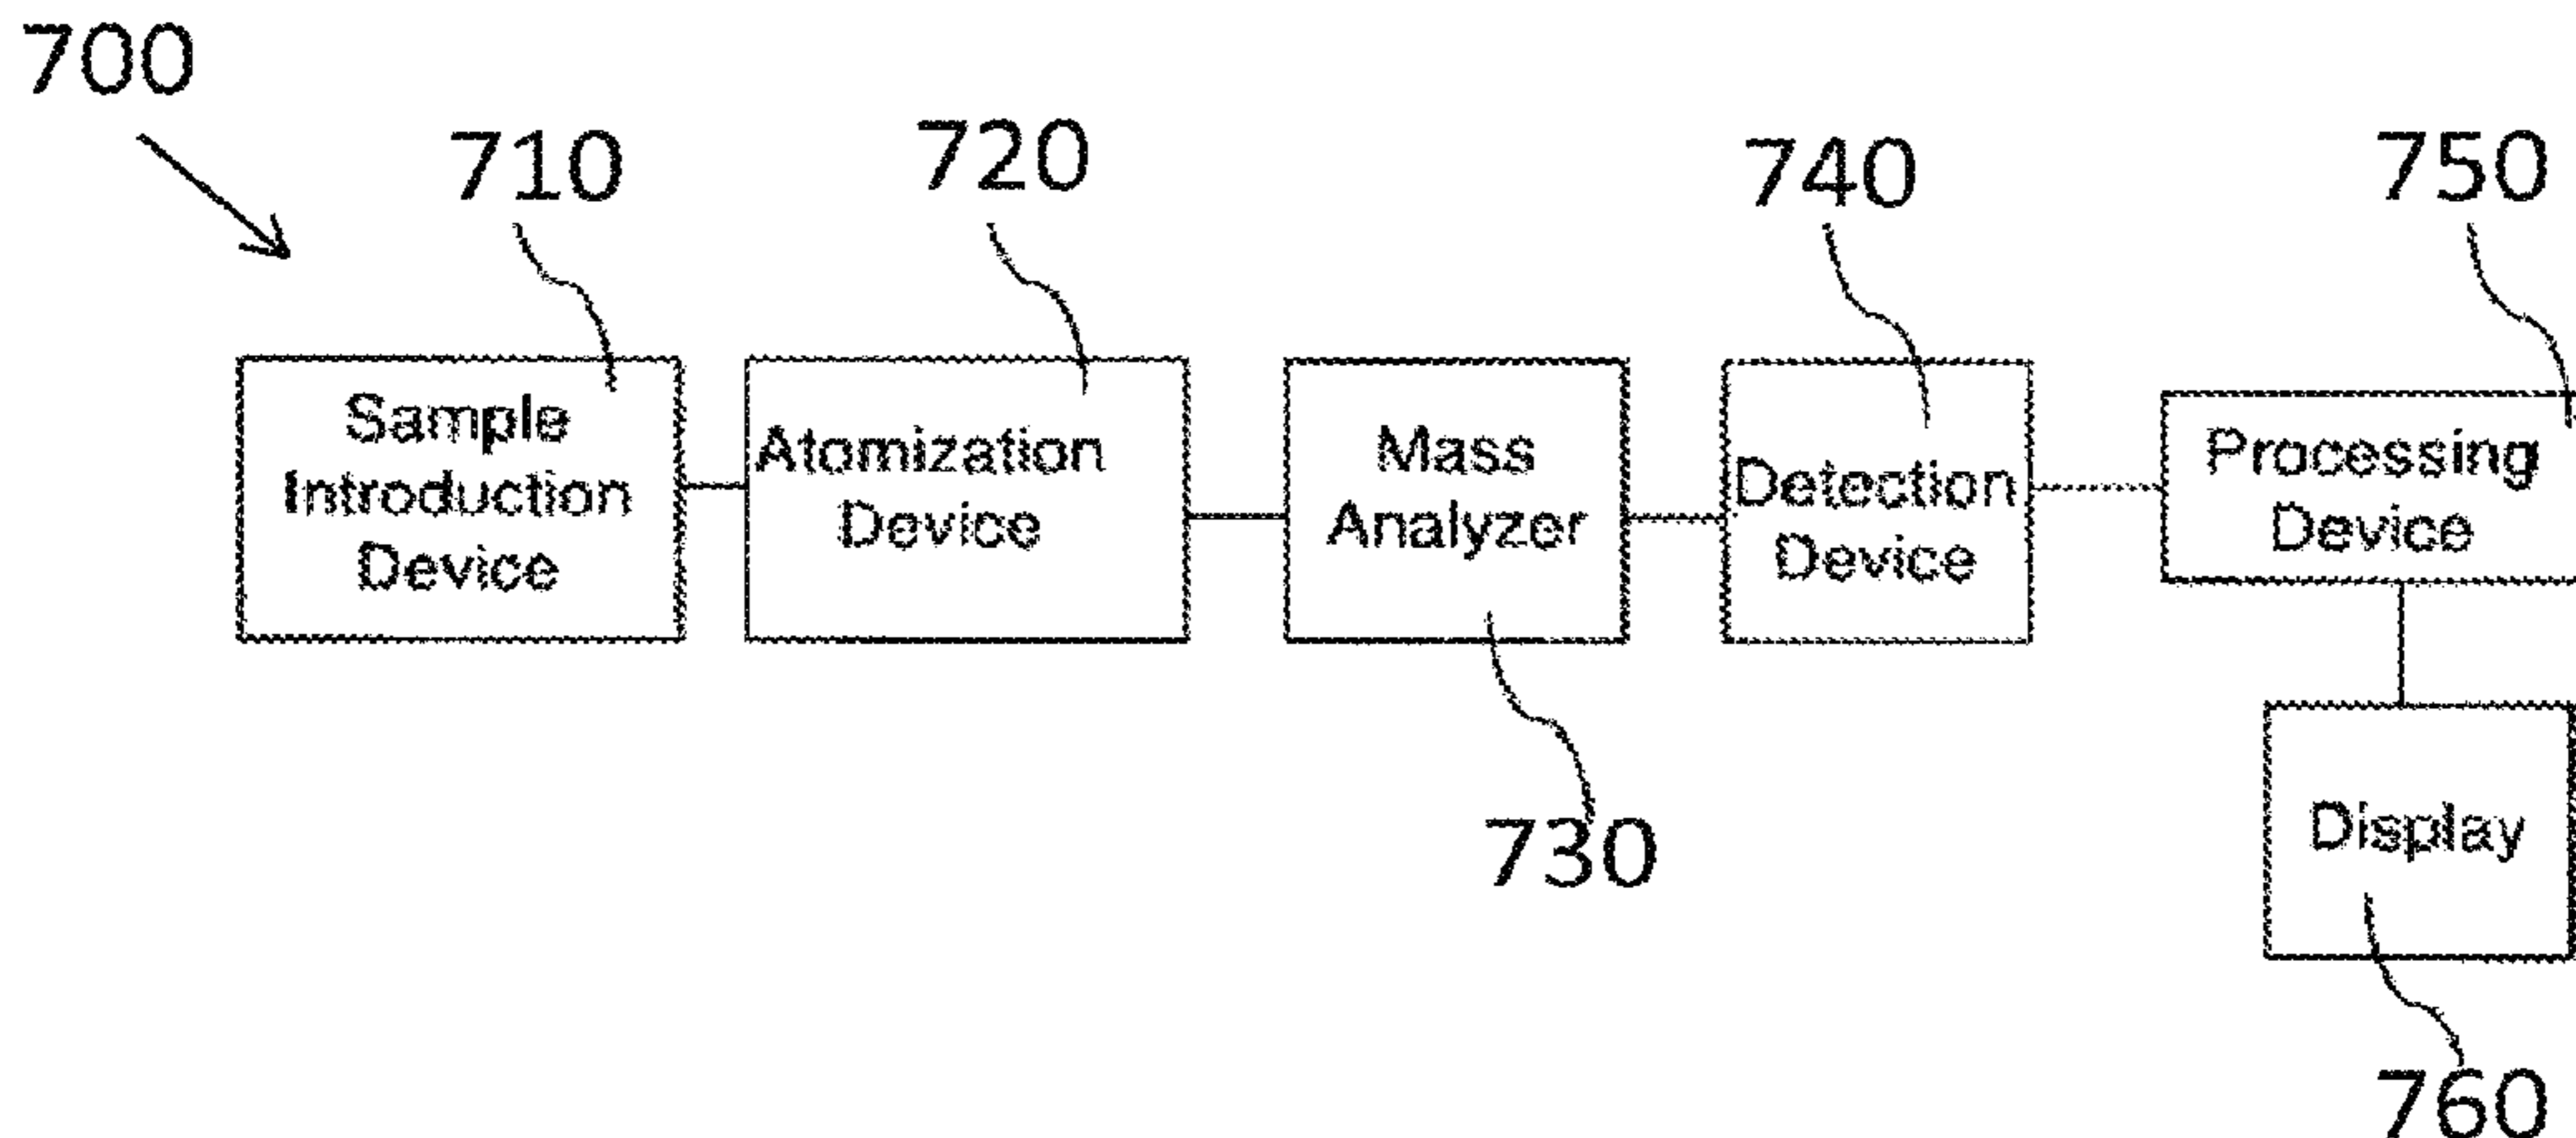 700
710
720
740
750
Sample
Introduction
Device
Atomization
Device
Mass
Analyzer
Detection
Device
Processing
Device
730
Display
760